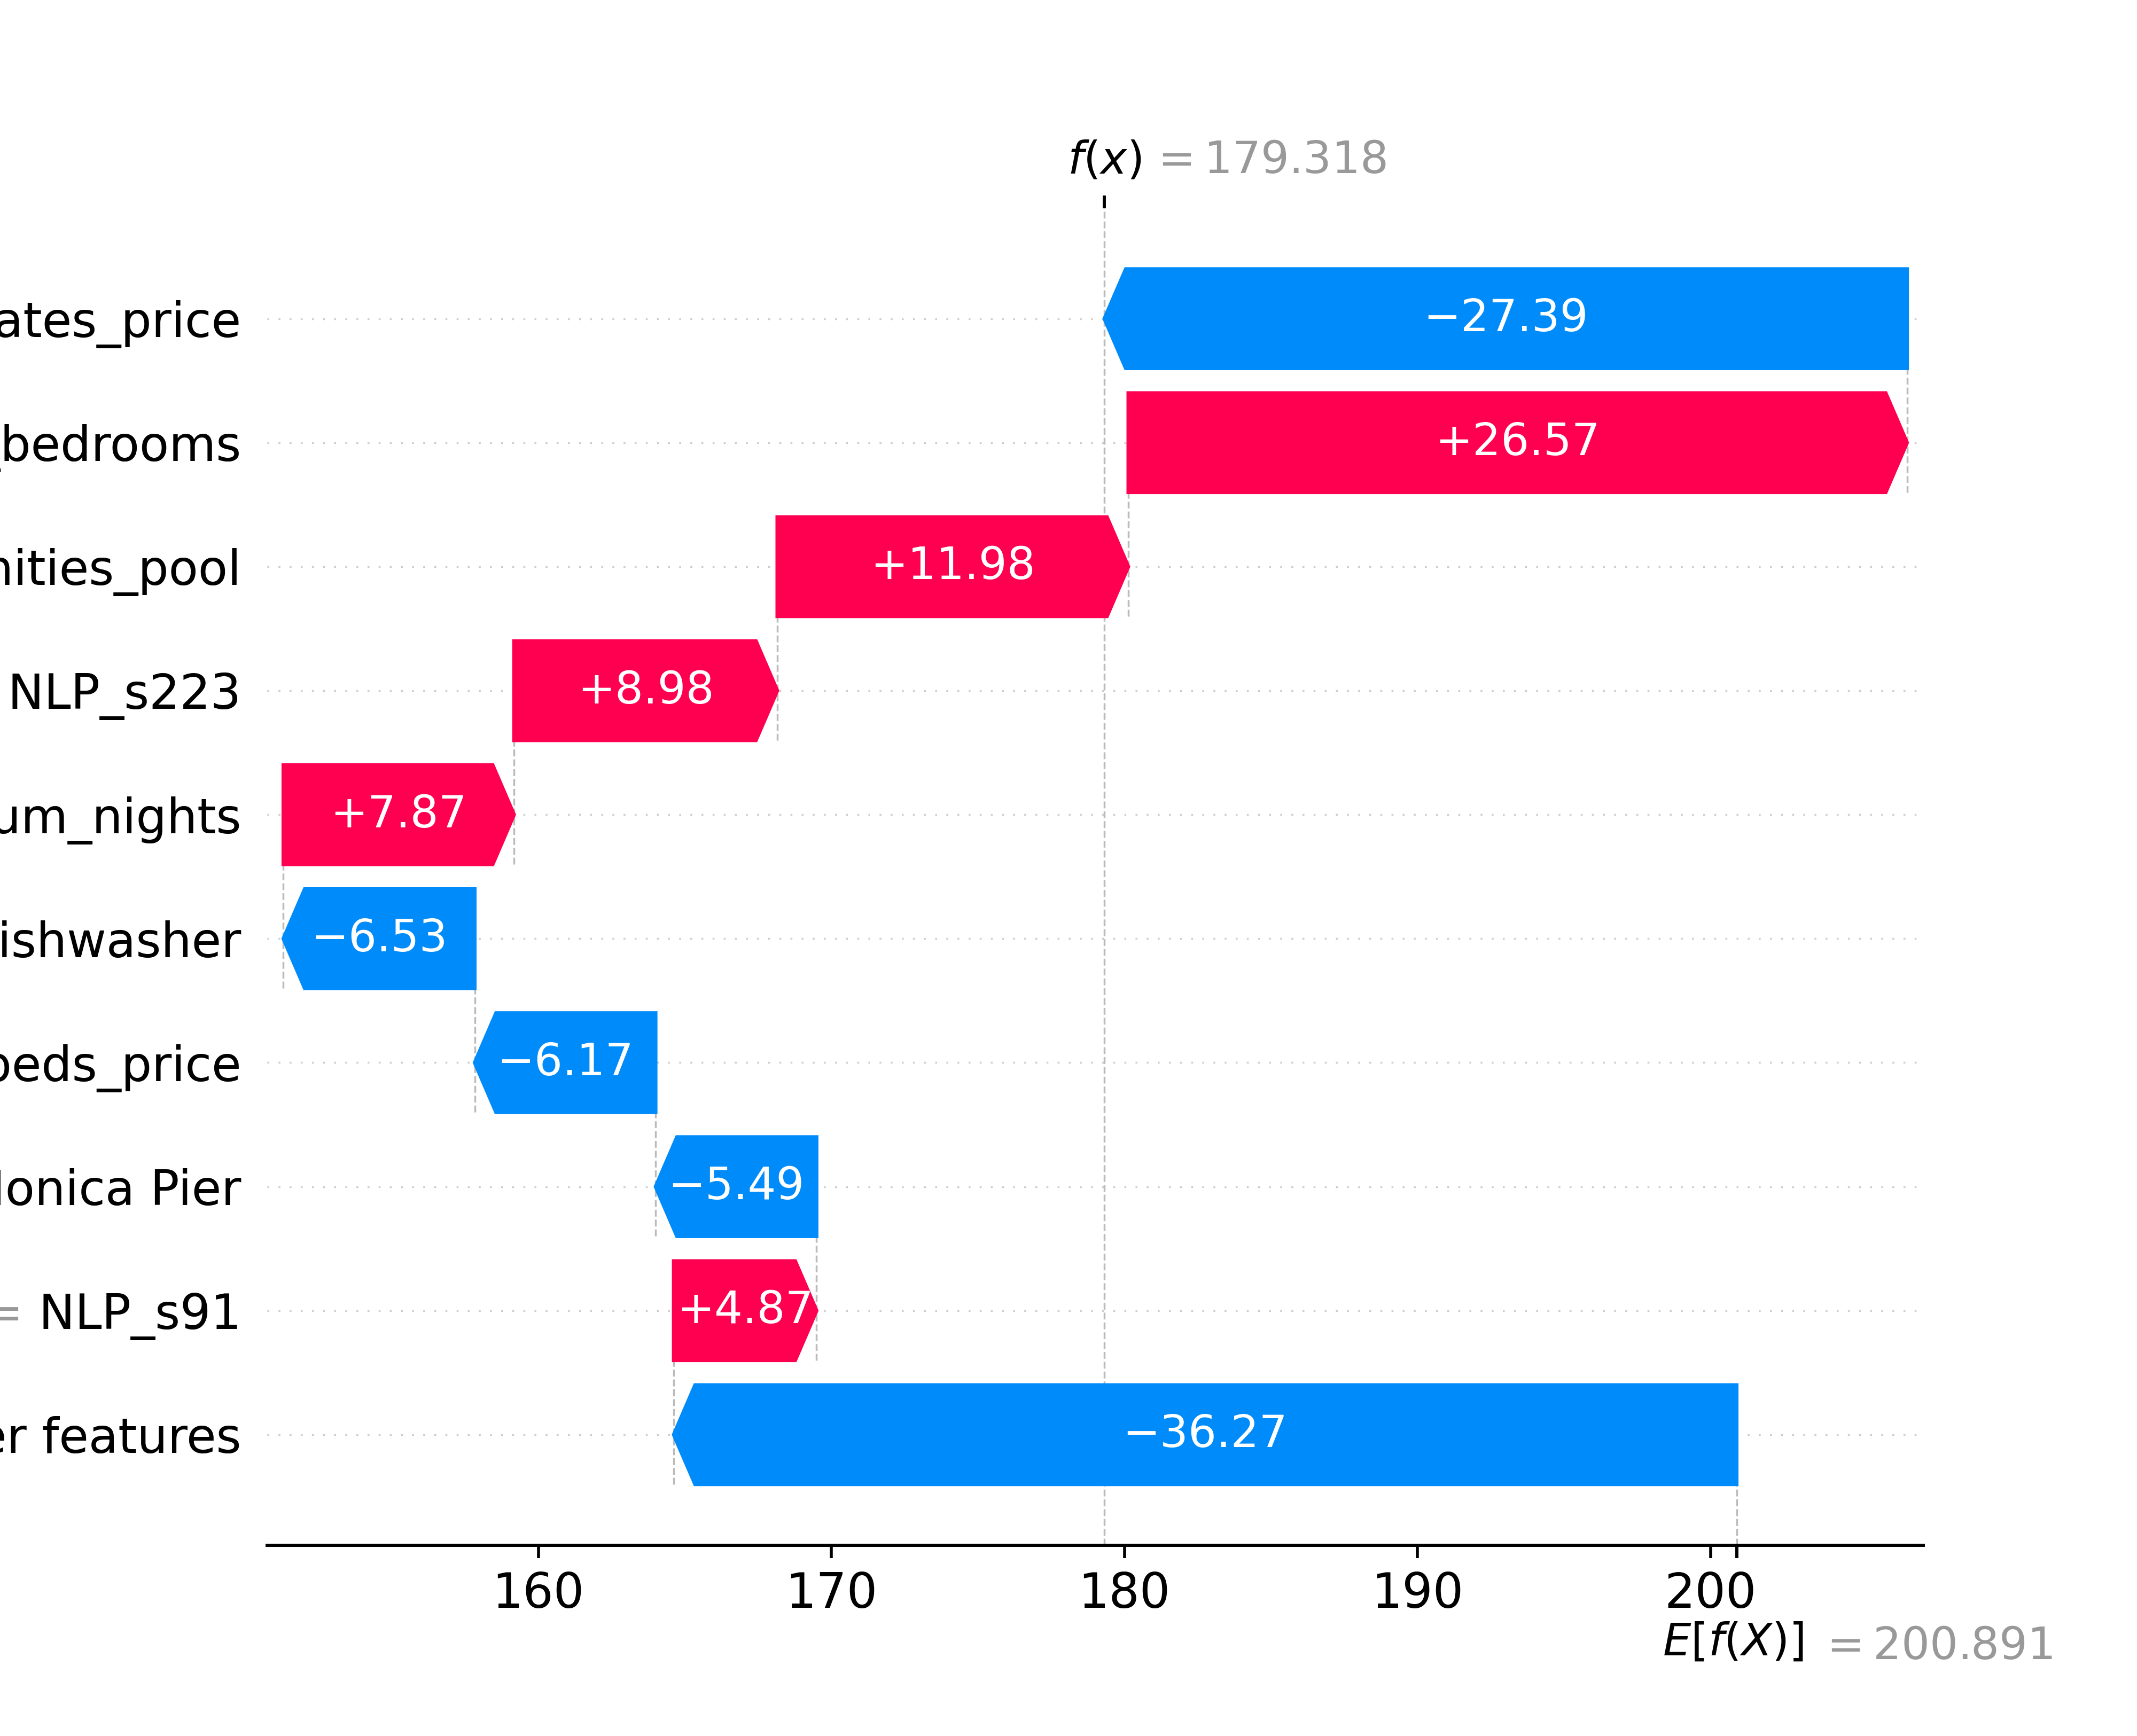 f(x) = 179.318
ates_price −27.39
bedrooms +26.57
nities_pool +11.98
NLP_s223 +8.98
um_nights +7.87
ishwasher −6.53
beds_price −6.17
onica Pier −5.49
= NLP_s91 +4.87
er features −36.27
160 170 180 190 200
E[f(X)] = 200.891